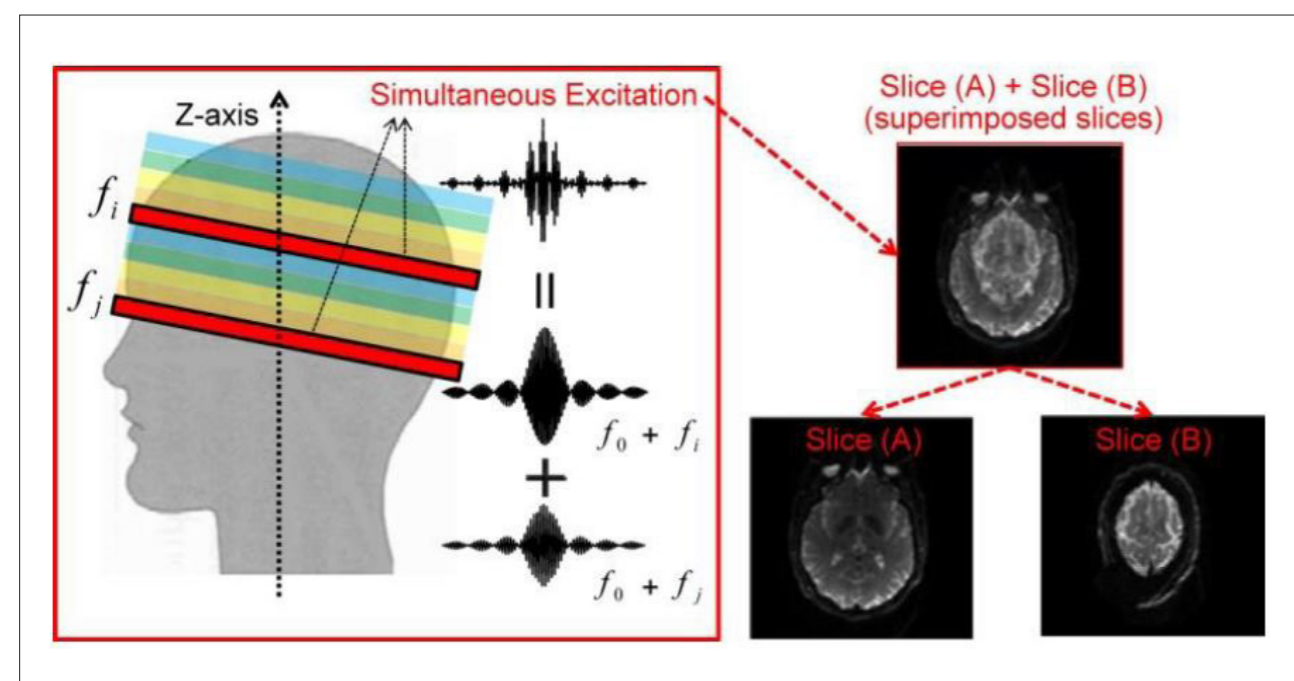 Z-axis
Simultaneous Excitation
f_i
f_j
=
f_0 + f_i
+
f_0 + f_j
Slice (A) + Slice (B)
(superimposed slices)
Slice (A)
Slice (B)